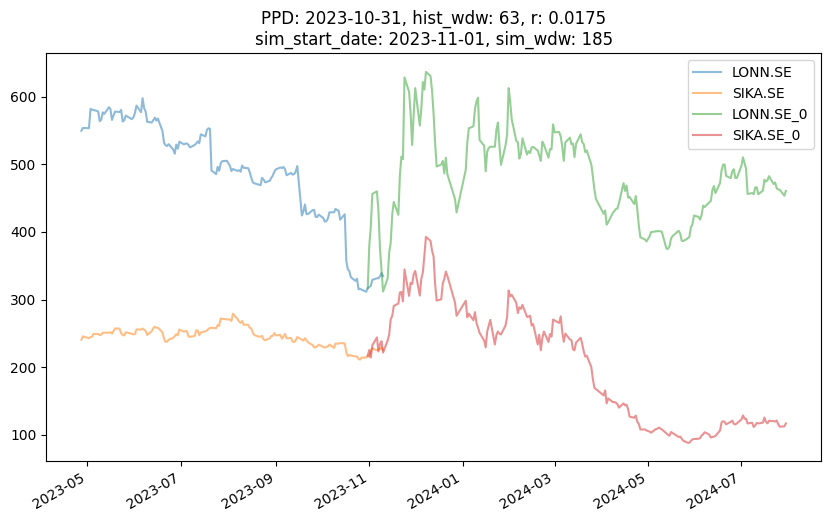 PPD: 2023-10-31, hist_wdw: 63, r: 0.0175
sim_start_date: 2023-11-01, sim_wdw: 185
LONN.SE
SIKA.SE
LONN.SE_0
SIKA.SE_0
600
500
400
300
200
100
2023-05
2023-07
2023-09
2023-11
2024-01
2024-03
2024-05
2024-07